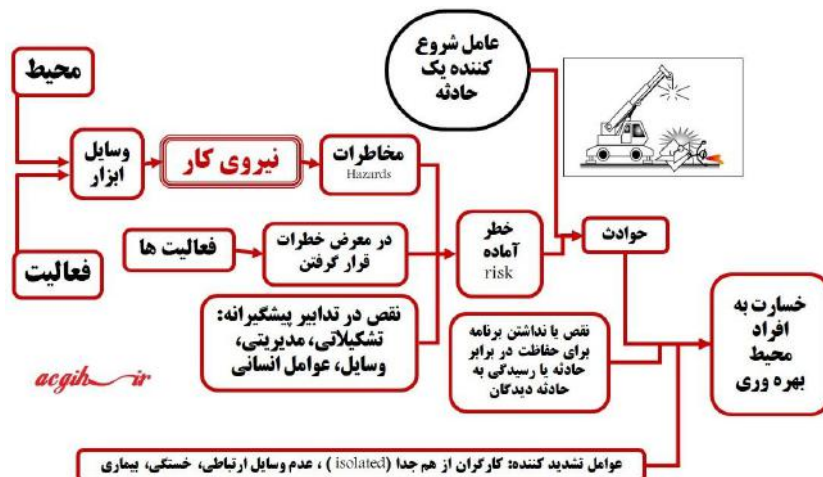 عامل شروع
کننده یک
حادثه
محیط
وسایل
ابزار
نیروی کار
مخاطرات
Hazards
فعالیت
فعالیت ها
در معرض خطرات
قرار گرفتن
خطر
آماده
risk
حوادث
نقص در تدابیر پیشگیرانه:
تشکیلاتی، مدیریتی،
وسایل، عوامل انسانی
نقص یا نداشتن برنامه
برای حفاظت در برابر
حادثه یا رسیدگی به
حادثه دیدگان
خسارت به
افراد
محیط
بهره وری
acgih.ir
عوامل تشدید کننده: کارگران از هم جدا (isolated) ، عدم وسایل ارتباطی، خستگی، بیماری